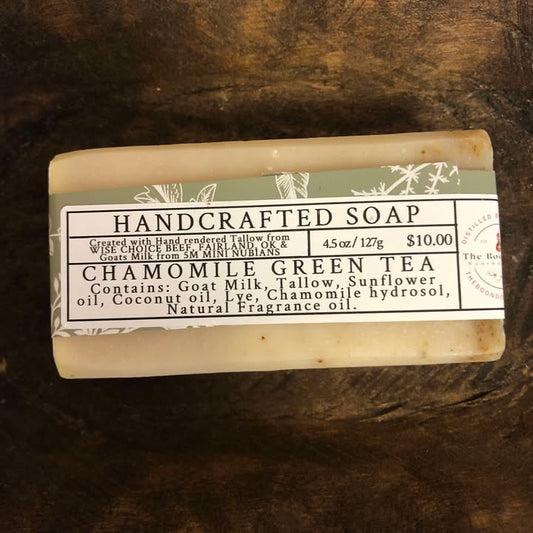 HANDCRAFTED SOAP
Created with Hand rendered Tallow from
WISE CHOICE BEEF, FAIRLAND, OK &
Goats Milk from 5M MINI NUBIANS
4.5 oz / 127g $10.00
CHAMOMILE GREEN TEA
Contains: Goat Milk, Tallow, Sunflower
oil, Coconut oil, Lye, Chamomile hydrosol,
Natural Fragrance oil.
DISTILLED
The